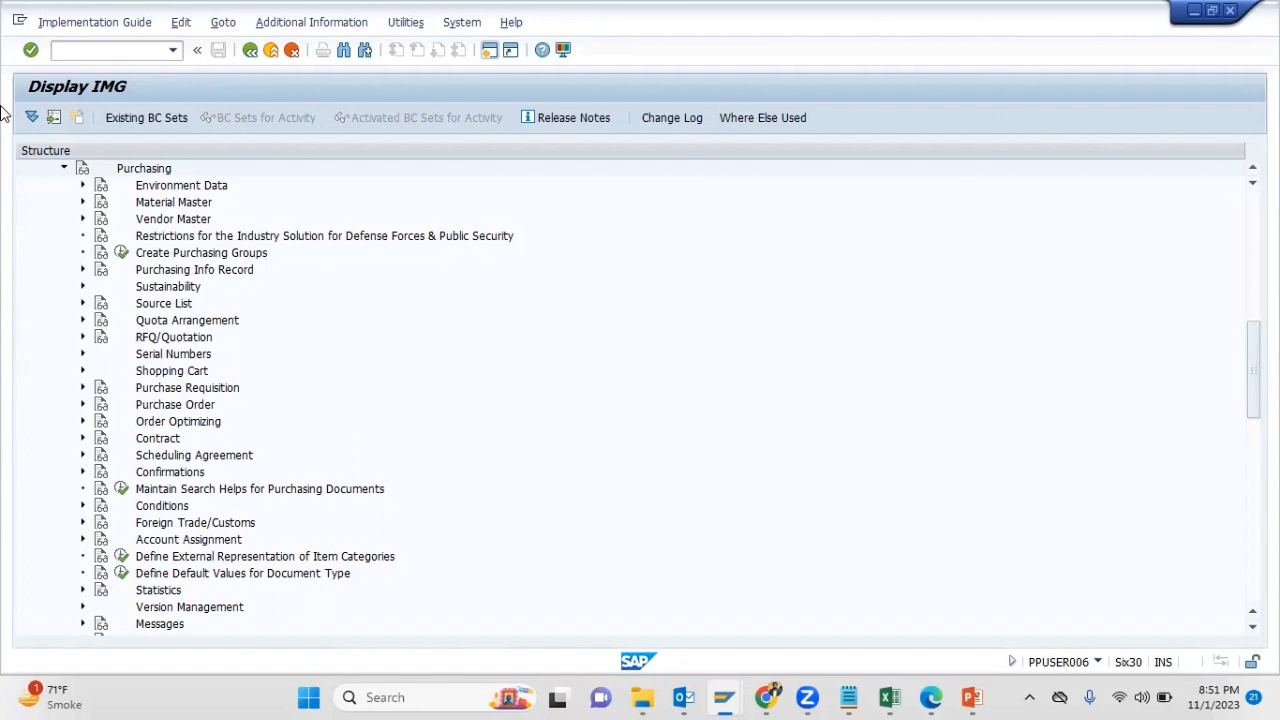 Implementation Guide Edit Goto Additional Information Utilities System Help
Display IMG
Existing BC Sets BC Sets for Activity Activated BC Sets for Activity Release Notes Change Log Where Else Used
Structure
Purchasing
Environment Data
Material Master
Vendor Master
Restrictions for the Industry Solution for Defense Forces & Public Security
Create Purchasing Groups
Purchasing Info Record
Sustainability
Source List
Quota Arrangement
RFQ/Quotation
Serial Numbers
Shopping Cart
Purchase Requisition
Purchase Order
Order Optimizing
Contract
Scheduling Agreement
Confirmations
Maintain Search Helps for Purchasing Documents
Conditions
Foreign Trade/Customs
Account Assignment
Define External Representation of Item Categories
Define Default Values for Document Type
Statistics
Version Management
Messages
SAP PPUSER006 Six30 INS
1 71°F
Smoke
Search
8:51 PM
11/1/2023 21